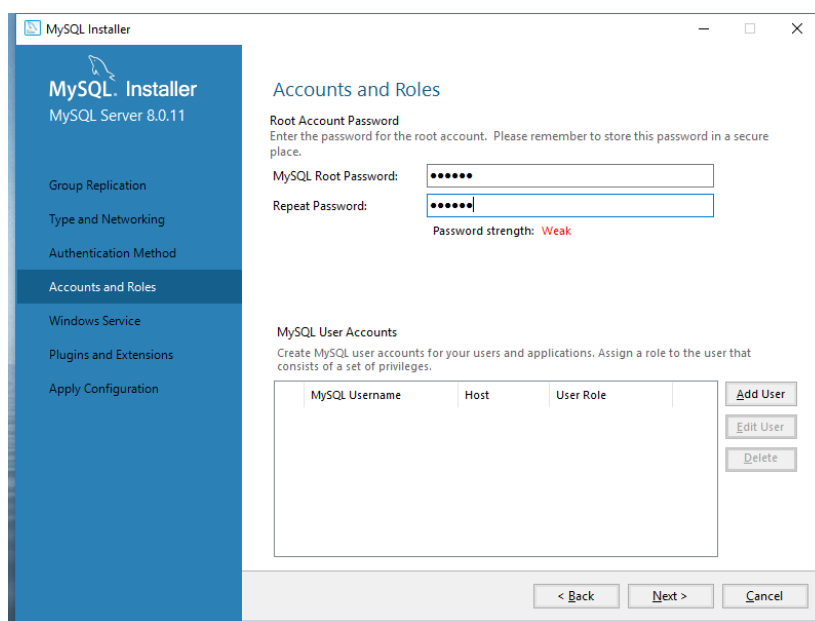 MySQL Installer
MySQL. Installer
MySQL Server 8.0.11
Group Replication
Type and Networking
Authentication Method
Accounts and Roles
Windows Service
Plugins and Extensions
Apply Configuration
Accounts and Roles
Root Account Password
Enter the password for the root account. Please remember to store this password in a secure
place.
MySQL Root Password: ●●●●●●
Repeat Password: ●●●●●●
Password strength: Weak
MySQL User Accounts
Create MySQL user accounts for your users and applications. Assign a role to the user that
consists of a set of privileges.
MySQL Username Host User Role
Add User
Edit User
Delete
< Back Next > Cancel